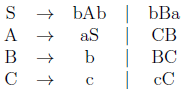 S → bAb | bBa
A → aS | CB
B → b | BC
C → c | cC